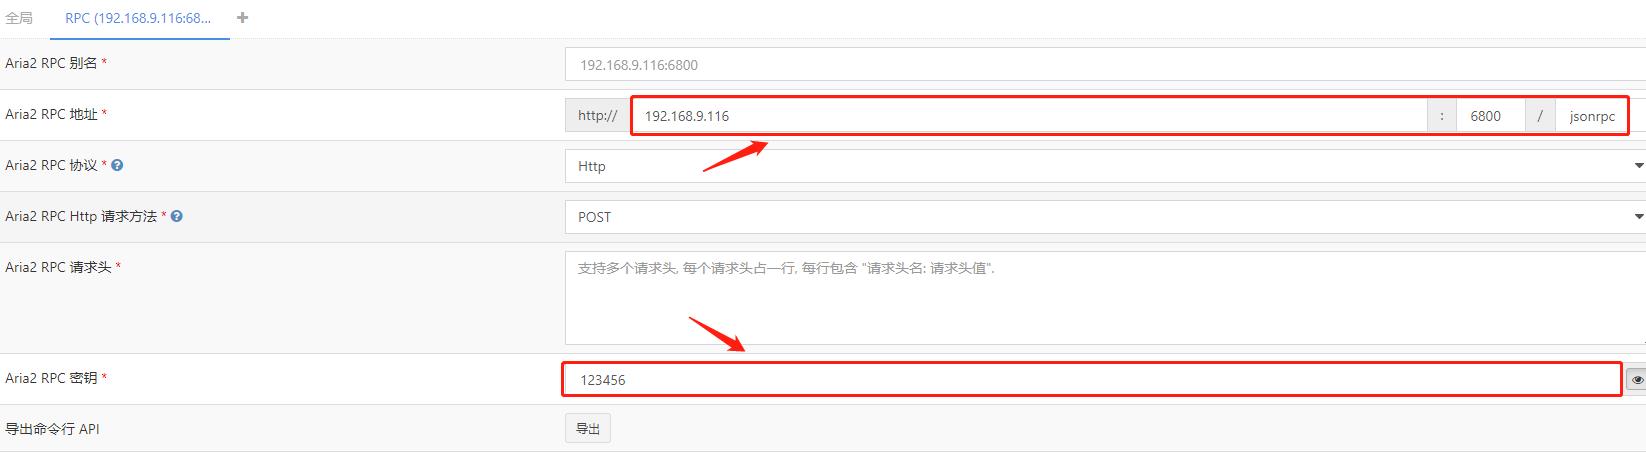 全局 RPC (192.168.9.116:68...
Aria2 RPC 别名 * 192.168.9.116:6800
Aria2 RPC 地址 * http:// 192.168.9.116 : 6800 / jsonrpc
Aria2 RPC 协议 * Http
Aria2 RPC Http 请求方法 * POST
Aria2 RPC 请求头 * 支持多个请求头, 每个请求头占一行, 每行包含 "请求头名: 请求头值".
Aria2 RPC 密钥 * 123456
导出命令行 API 导出